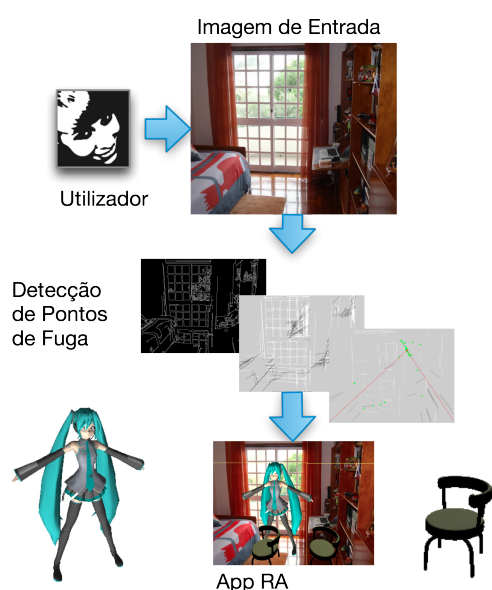 Imagem de Entrada
Utilizador
Detecção
de Pontos
de Fuga
App RA